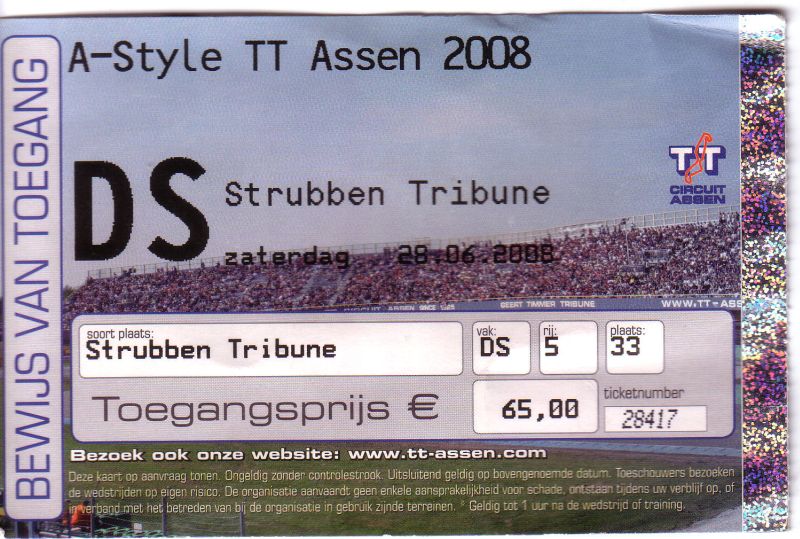 BEWIJS VAN TOEGANG
A-Style TT Assen 2008
DS
Strubben Tribune
zaterdag 28.06.2008
TT
CIRCUIT
ASSEN
CIRCUIT ASSEN SINCE 1925 GEERT TIMMER TRIBUNE WWW.TT-ASS
soort plaats: vak: rij: plaats:
Strubben Tribune DS 5 33
Toegangsprijs € 65,00
ticketnumber
28417
Bezoek ook onze website: www.tt-assen.com
Deze kaart op aanvraag tonen. Ongeldig zonder controlestrook. Uitsluitend geldig op bovengenoemde datum. Toeschouwers bezoeken
de wedstrijden op eigen risico. De organisatie aanvaardt geen enkele aansprakelijkheid voor schade, ontstaan tijdens uw verblijf op, of
in verband met het betreden van bij de organisatie in gebruik zijnde terreinen. * Geldig tot 1 uur na de wedstrijd of training.